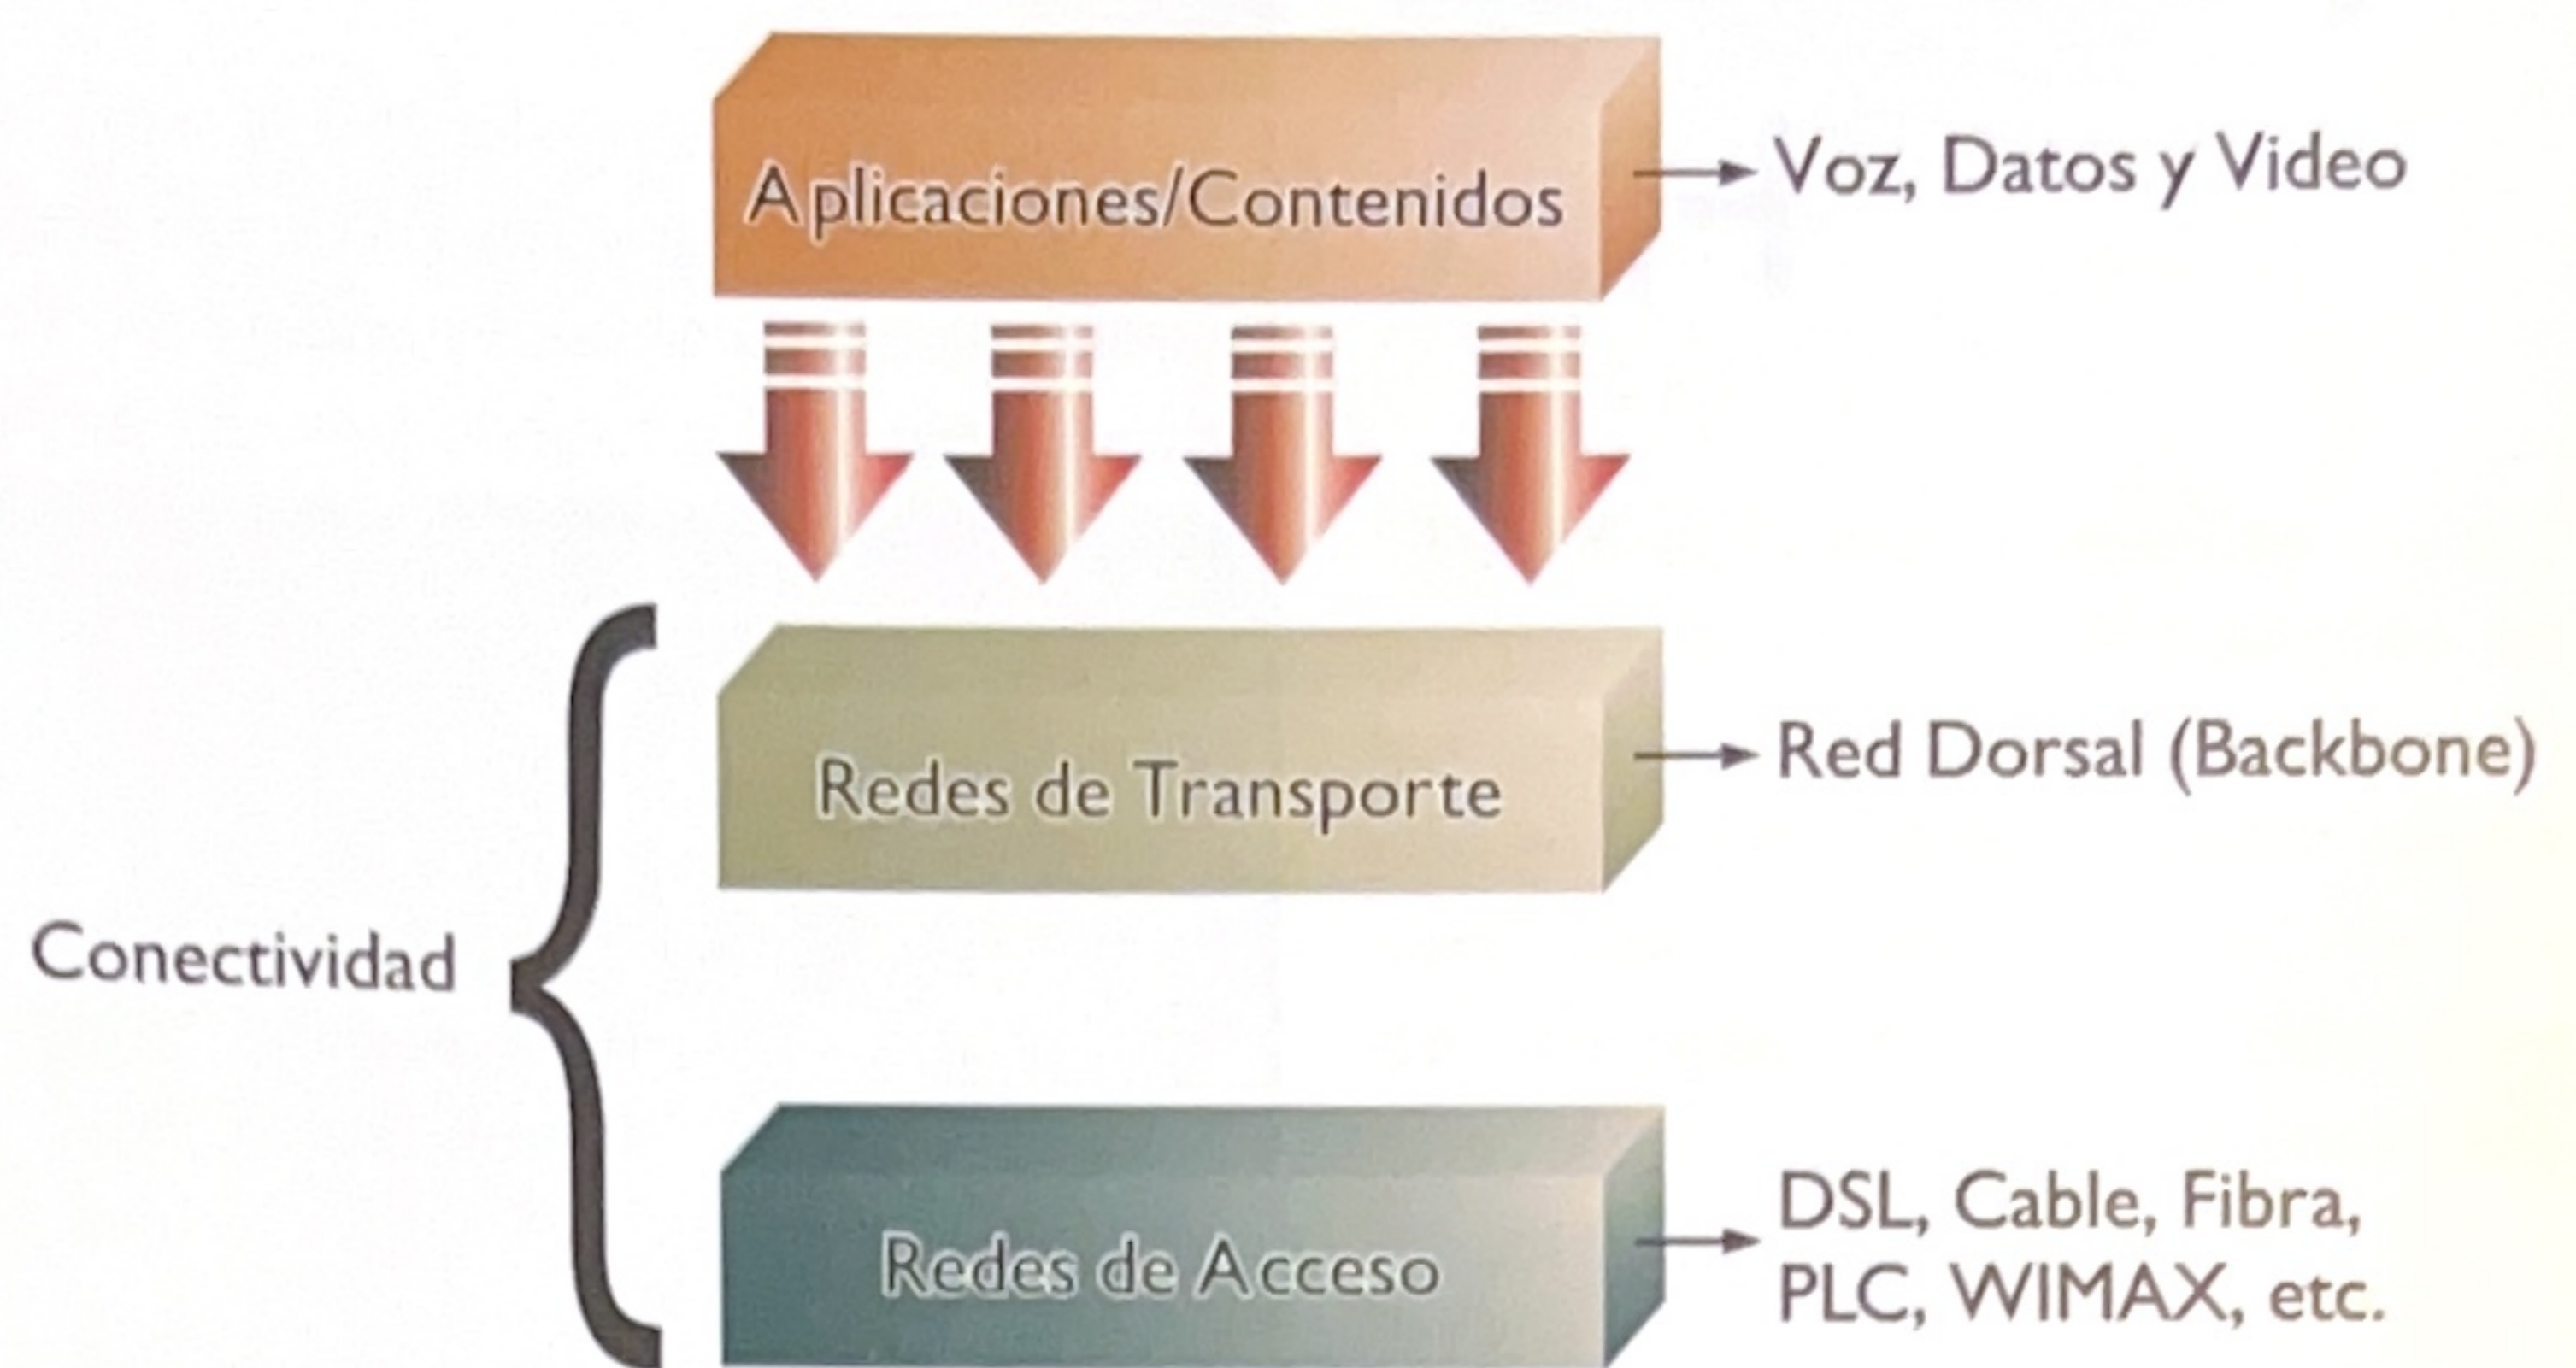 Aplicaciones/Contenidos
Voz, Datos y Video
Redes de Transporte
Red Dorsal (Backbone)
Conectividad
Redes de Acceso
DSL, Cable, Fibra,
PLC, WIMAX, etc.